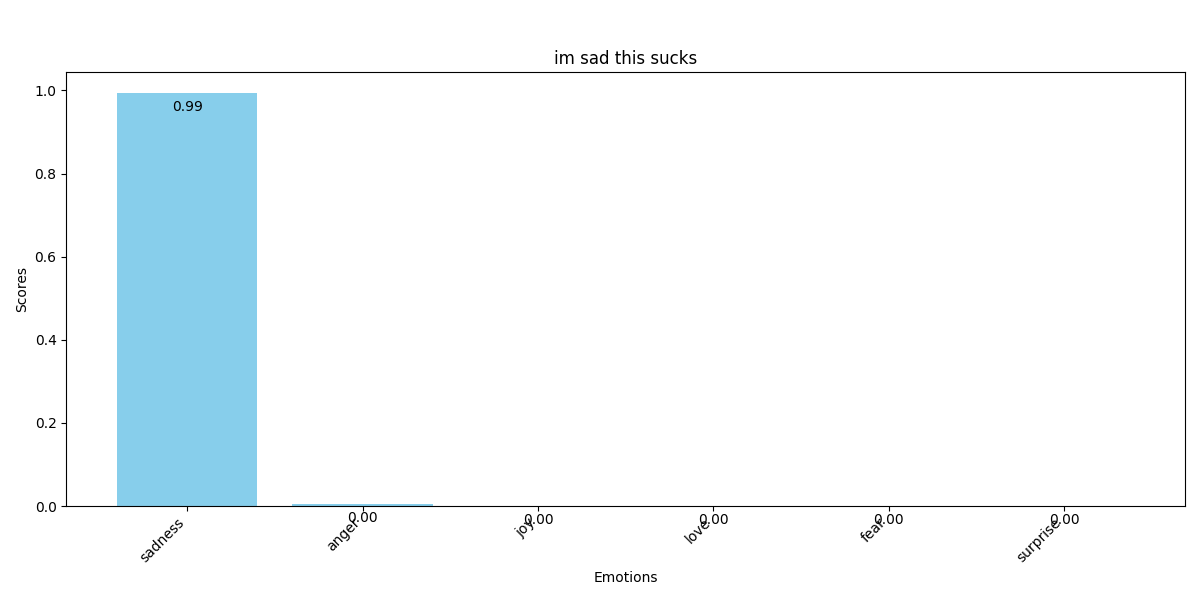 im sad this sucks
1.0
0.8
0.6
0.4
0.2
0.0
Scores
0.99
0.00 0.00 0.00 0.00 0.00
sadness anger joy love fear surprise
Emotions